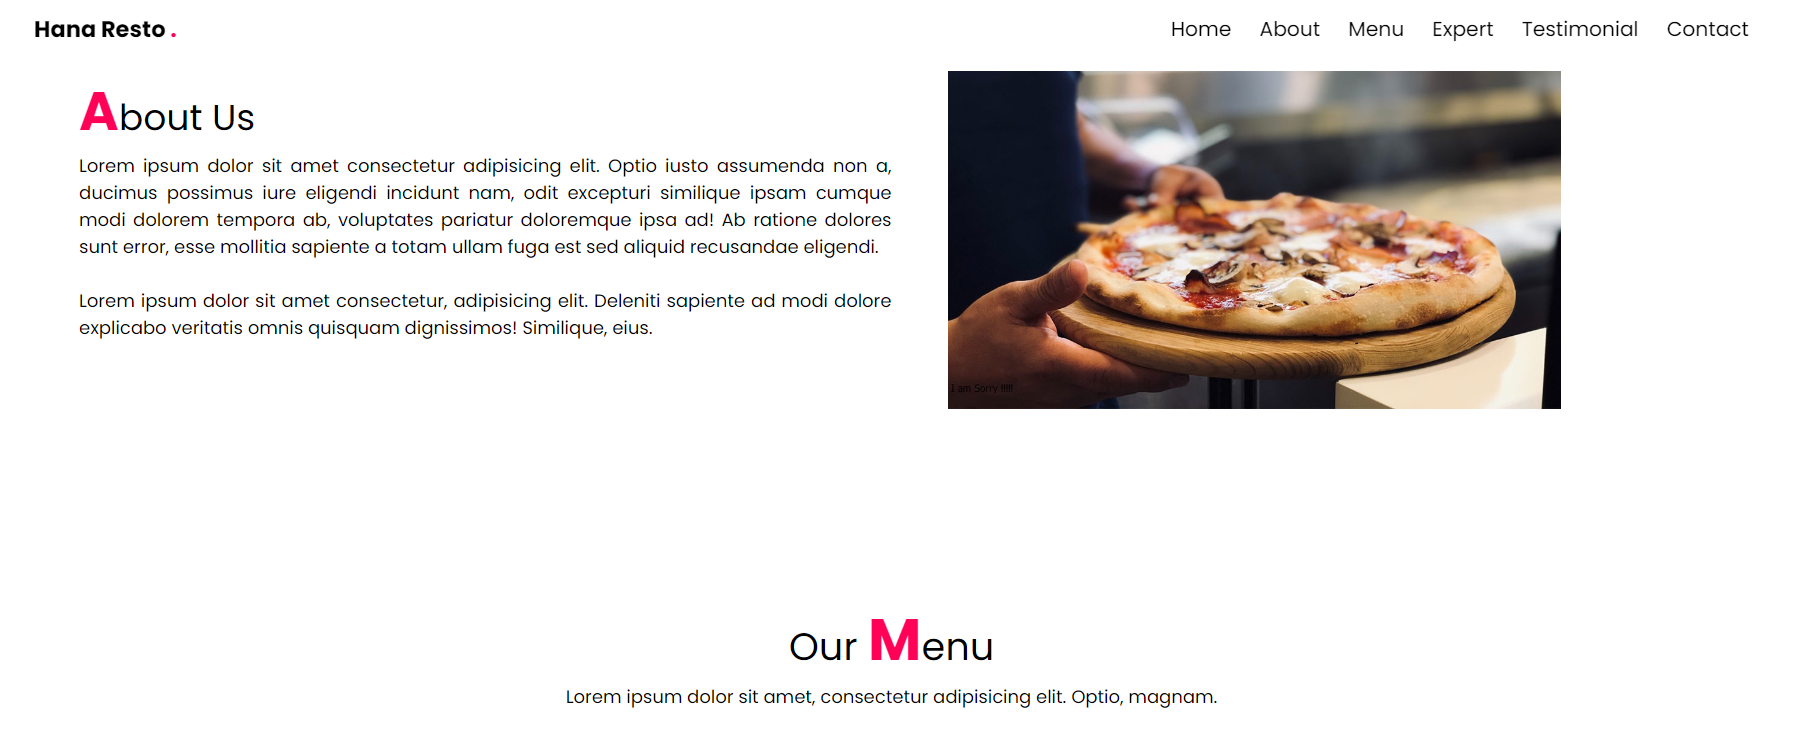 Hana Resto .
Home About Menu Expert Testimonial Contact
About Us
Lorem ipsum dolor sit amet consectetur adipisicing elit. Optio iusto assumenda non a,
ducimus possimus iure eligendi incidunt nam, odit excepturi similique ipsam cumque
modi dolorem tempora ab, voluptates pariatur doloremque ipsa ad! Ab ratione dolores
sunt error, esse mollitia sapiente a totam ullam fuga est sed aliquid recusandae eligendi.
Lorem ipsum dolor sit amet consectetur, adipisicing elit. Deleniti sapiente ad modi dolore
explicabo veritatis omnis quisquam dignissimos! Similique, eius.
I am Sorry !!!!!
Our Menu
Lorem ipsum dolor sit amet, consectetur adipisicing elit. Optio, magnam.